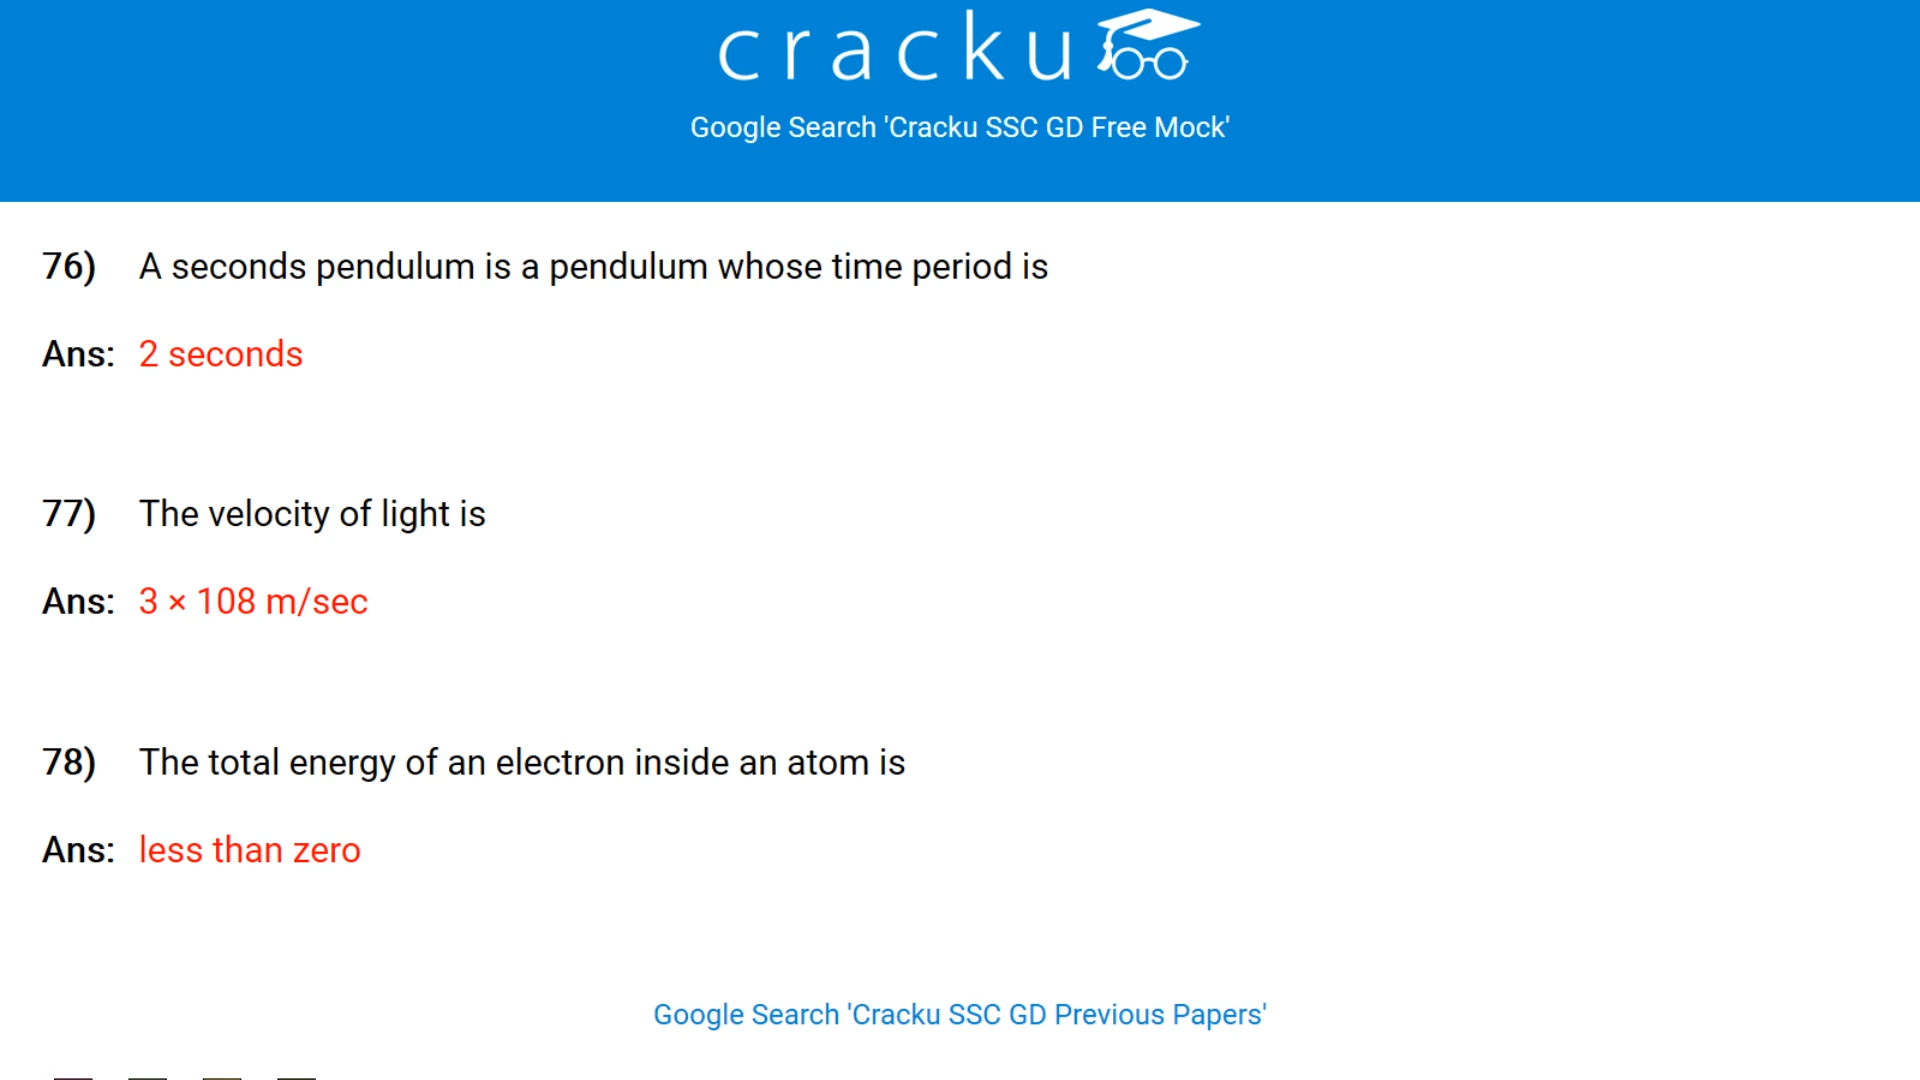 cracku
Google Search 'Cracku SSC GD Free Mock'
76) A seconds pendulum is a pendulum whose time period is
Ans: 2 seconds
77) The velocity of light is
Ans: 3 × 108 m/sec
78) The total energy of an electron inside an atom is
Ans: less than zero
Google Search 'Cracku SSC GD Previous Papers'